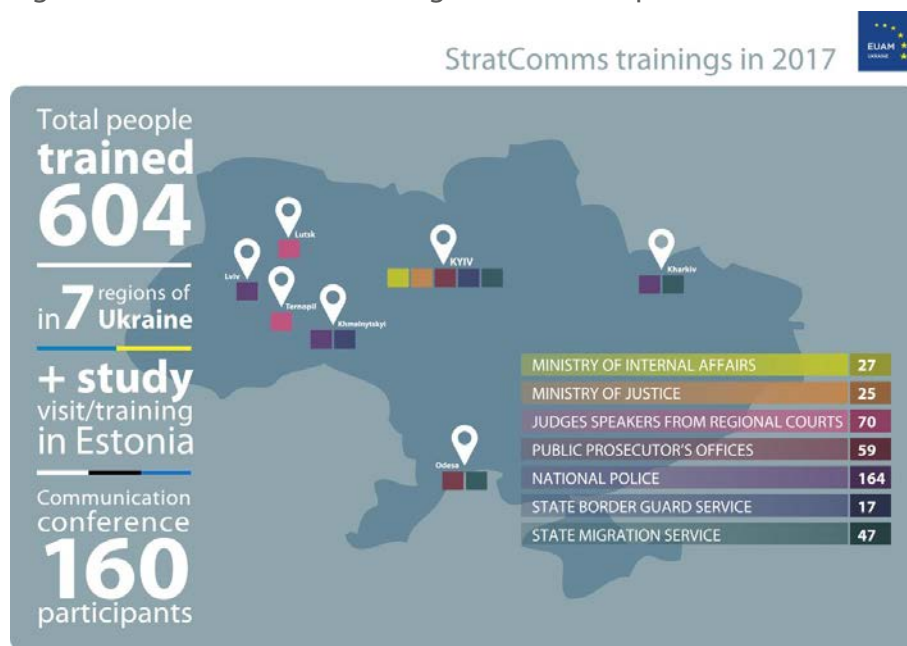 StratComms trainings in 2017
EUAM
UKRAINE
Total people
trained
604
in 7 regions of
Ukraine
+ study
visit/training
in Estonia
Communication
conference
160
participants
Lutsk
Lviv
Ternopil
Khmelnytskyi
KYIV
Kharkiv
Odesa
MINISTRY OF INTERNAL AFFAIRS 27
MINISTRY OF JUSTICE 25
JUDGES SPEAKERS FROM REGIONAL COURTS 70
PUBLIC PROSECUTOR'S OFFICES 59
NATIONAL POLICE 164
STATE BORDER GUARD SERVICE 17
STATE MIGRATION SERVICE 47